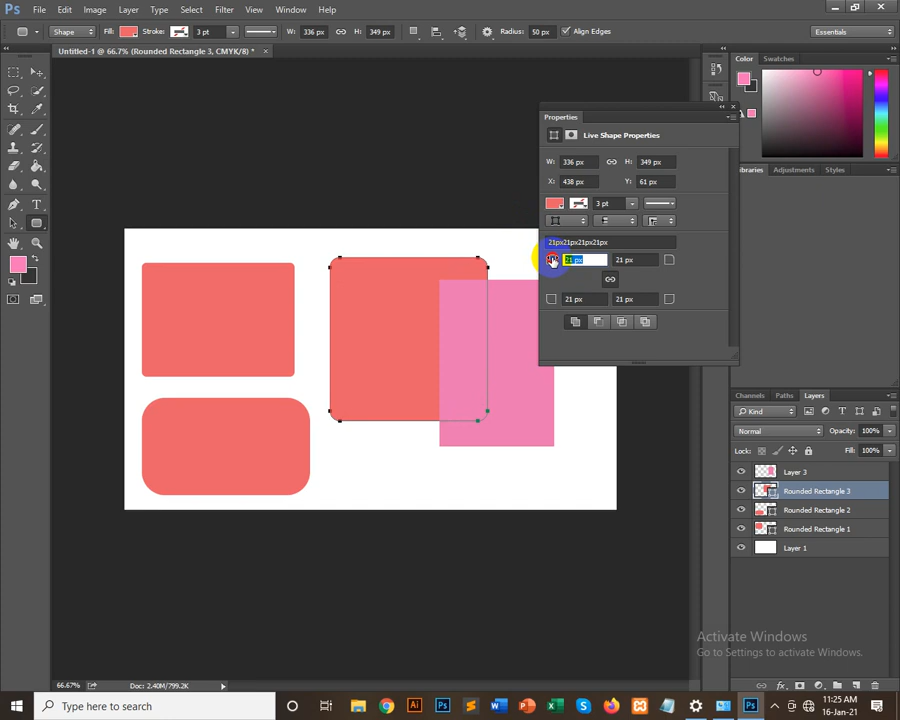 Ps File Edit Image Layer Type Select Filter View Window Help
Shape Fill: Stroke: 3 pt W: 336 px H: 349 px Radius: 50 px Align Edges Essentials
Untitled-1 @ 66.7% (Rounded Rectangle 3, CMYK/8) * ×
Color Swatches
Properties
Live Shape Properties
W: 336 px H: 349 px
X: 438 px Y: 61 px
3 pt
21px21px21px21px
21 px 21 px
21 px 21 px
Libraries Adjustments Styles
Channels Paths Layers
Kind
Normal Opacity: 100%
Lock: Fill: 100%
Layer 3
Rounded Rectangle 3
Rounded Rectangle 2
Rounded Rectangle 1
Layer 1
Activate Windows
Go to Settings to activate Windows.
66.67% Doc: 2.40M/799.2K
Type here to search
11:25 AM
16-Jan-21